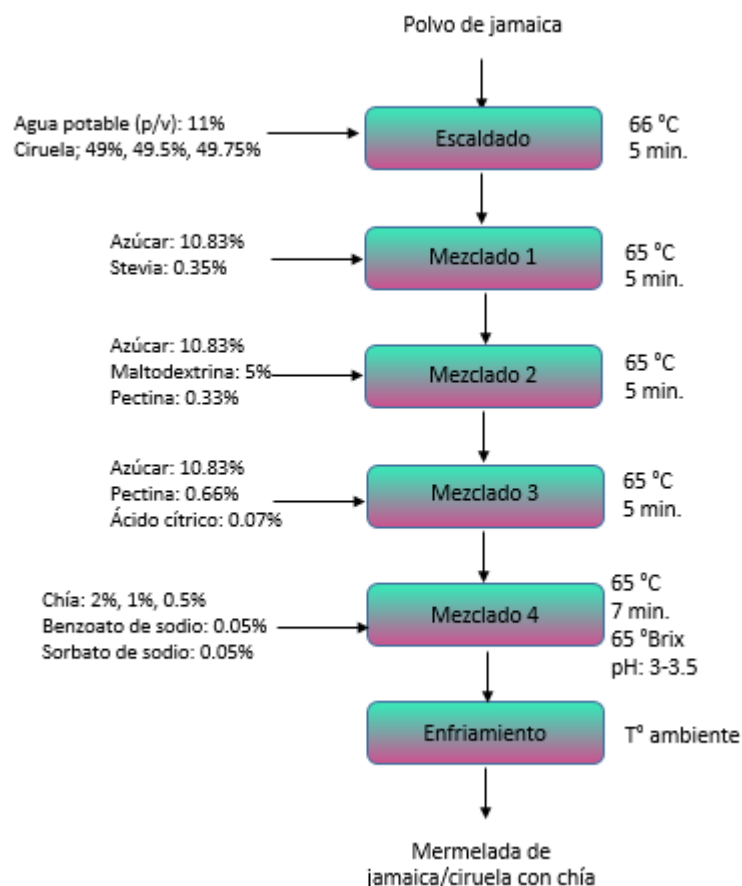 Polvo de jamaica
Agua potable (p/v): 11%
Ciruela; 49%, 49.5%, 49.75%
Escaldado
66 °C
5 min.
Azúcar: 10.83%
Stevia: 0.35%
Mezclado 1
65 °C
5 min.
Azúcar: 10.83%
Maltodextrina: 5%
Pectina: 0.33%
Mezclado 2
65 °C
5 min.
Azúcar: 10.83%
Pectina: 0.66%
Ácido cítrico: 0.07%
Mezclado 3
65 °C
5 min.
Chía: 2%, 1%, 0.5%
Benzoato de sodio: 0.05%
Sorbato de sodio: 0.05%
Mezclado 4
65 °C
7 min.
65 °Brix
pH: 3-3.5
Enfriamiento
T° ambiente
Mermelada de
jamaica/ciruela con chía